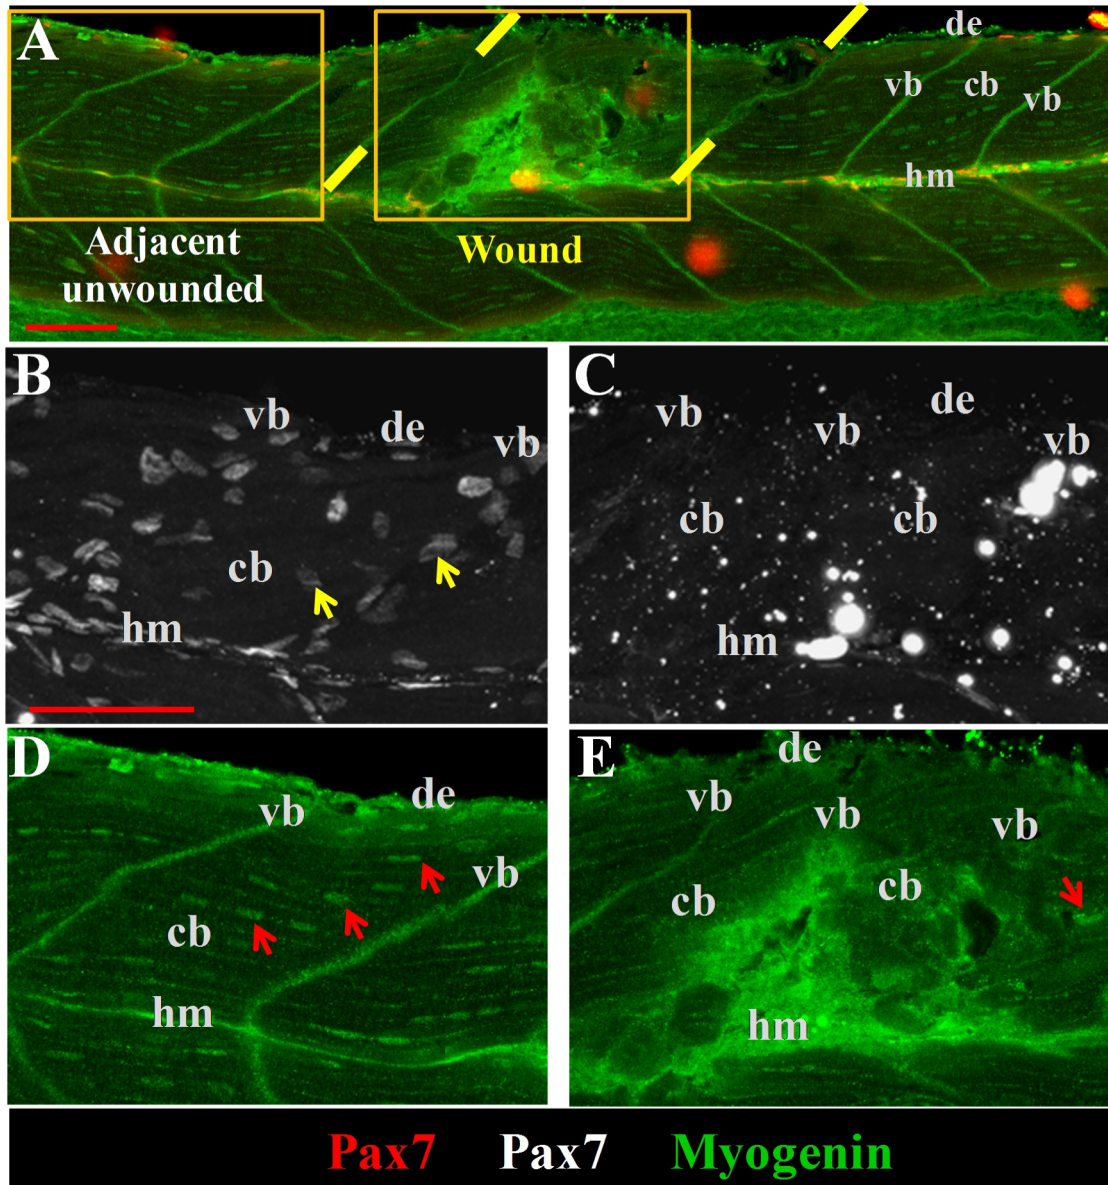 A
de
vb
cb
vb
hm
Adjacent
unwounded
Wound
B
vb
de
vb
cb
hm
C
vb
vb
de
vb
cb
cb
hm
D
vb
de
vb
cb
hm
E
de
vb
vb
vb
cb
cb
hm
Pax7 Pax7 Myogenin